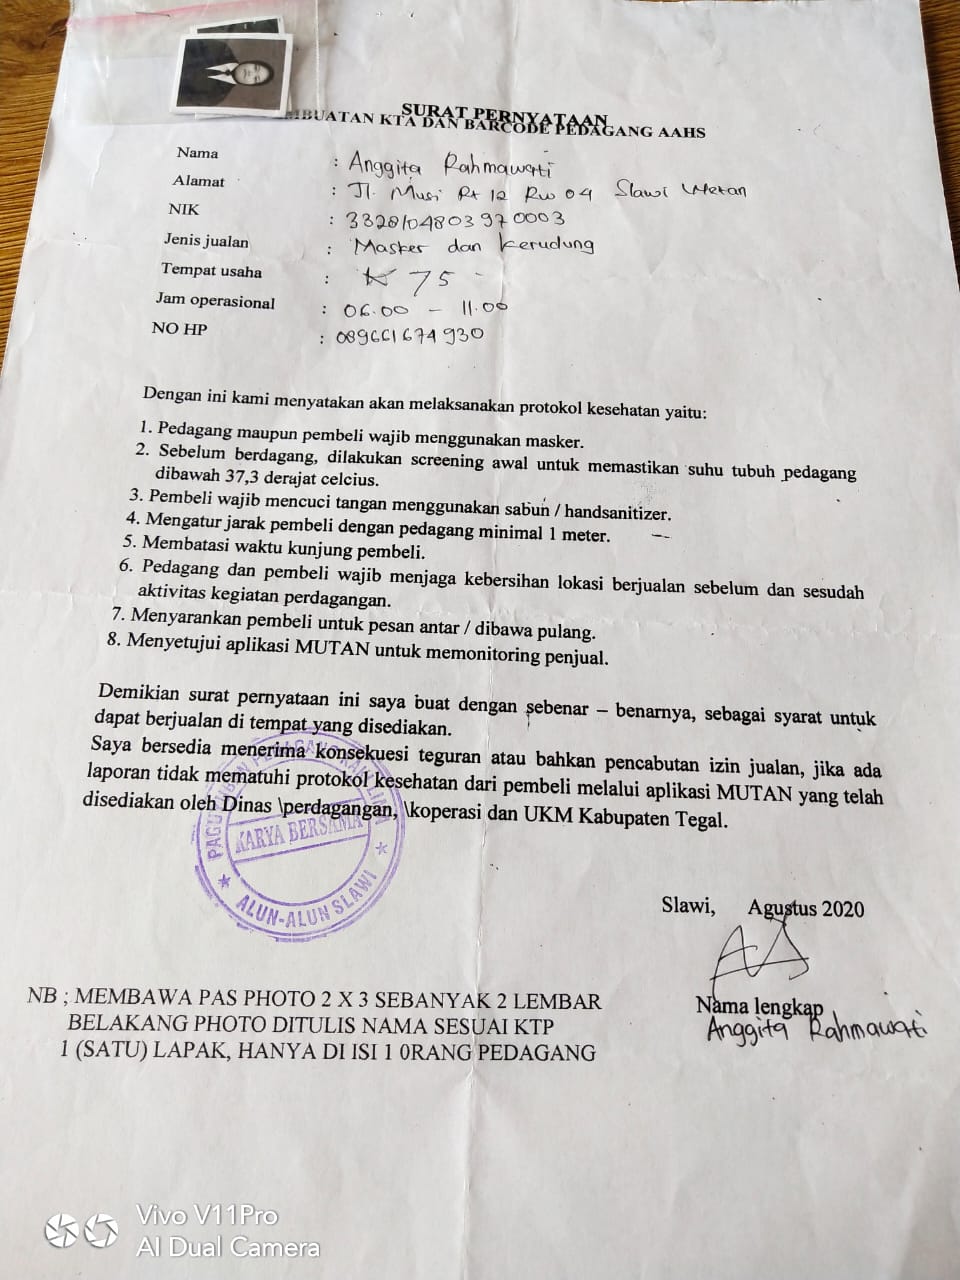 SURAT PERNYATAAN
MBUATAN KTA DAN BARCODE PEDAGANG AAHS
Nama : Anggita Rahmawati
Alamat : Jl. Musi Rt 12 Rw 04 Slawi Wetan
NIK : 3328104803970003
Jenis jualan : Masker dan kerudung
Tempat usaha : 75
Jam operasional : 06.00 - 11.00
NO HP : 089661674930
Dengan ini kami menyatakan akan melaksanakan protokol kesehatan yaitu:
1. Pedagang maupun pembeli wajib menggunakan masker.
2. Sebelum berdagang, dilakukan screening awal untuk memastikan suhu tubuh pedagang
dibawah 37,3 derajat celcius.
3. Pembeli wajib mencuci tangan menggunakan sabun / handsanitizer.
4. Mengatur jarak pembeli dengan pedagang minimal 1 meter.
5. Membatasi waktu kunjung pembeli.
6. Pedagang dan pembeli wajib menjaga kebersihan lokasi berjualan sebelum dan sesudah
aktivitas kegiatan perdagangan.
7. Menyarankan pembeli untuk pesan antar / dibawa pulang.
8. Menyetujui aplikasi MUTAN untuk memonitoring penjual.
Demikian surat pernyataan ini saya buat dengan sebenar – benarnya, sebagai syarat untuk
dapat berjualan di tempat yang disediakan.
Saya bersedia menerima konsekuesi teguran atau bahkan pencabutan izin jualan, jika ada
laporan tidak mematuhi protokol kesehatan dari pembeli melalui aplikasi MUTAN yang telah
disediakan oleh Dinas \perdagangan, \koperasi dan UKM Kabupaten Tegal.
KARYA BERSAMA
ALUN-ALUN SLAWI
Slawi, Agustus 2020
Nama lengkap
Anggita Rahmawati
NB ; MEMBAWA PAS PHOTO 2 X 3 SEBANYAK 2 LEMBAR
BELAKANG PHOTO DITULIS NAMA SESUAI KTP
1 (SATU) LAPAK, HANYA DI ISI 1 0RANG PEDAGANG
Vivo V11Pro
AI Dual Camera